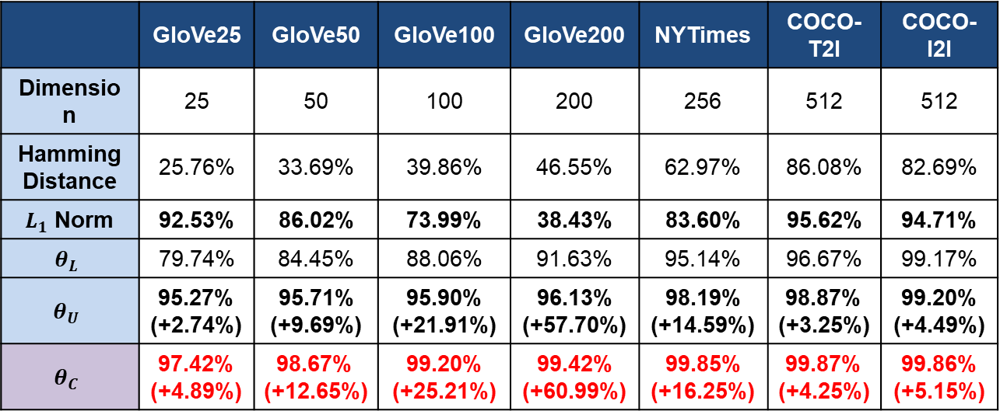 GloVe25 GloVe50 GloVe100 GloVe200 NYTimes COCO-T2I COCO-I2I
Dimension 25 50 100 200 256 512 512
Hamming Distance 25.76% 33.69% 39.86% 46.55% 62.97% 86.08% 82.69%
L₁ Norm 92.53% 86.02% 73.99% 38.43% 83.60% 95.62% 94.71%
θ_L 79.74% 84.45% 88.06% 91.63% 95.14% 96.67% 99.17%
θ_U 95.27% (+2.74%) 95.71% (+9.69%) 95.90% (+21.91%) 96.13% (+57.70%) 98.19% (+14.59%) 98.87% (+3.25%) 99.20% (+4.49%)
θ_C 97.42% (+4.89%) 98.67% (+12.65%) 99.20% (+25.21%) 99.42% (+60.99%) 99.85% (+16.25%) 99.87% (+4.25%) 99.86% (+5.15%)